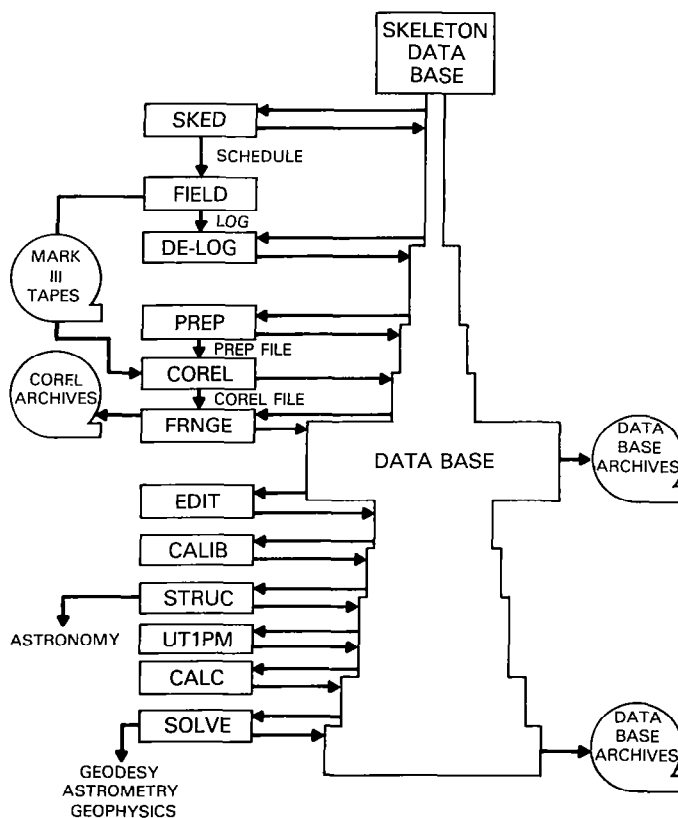 SKELETON
DATA
BASE
SKED
SCHEDULE
FIELD
LOG
DE-LOG
MARK
III
TAPES
PREP
PREP FILE
COREL
COREL FILE
COREL
ARCHIVES
FRNGE
DATA BASE
DATA
BASE
ARCHIVES
EDIT
CALIB
STRUC
ASTRONOMY
UT1PM
CALC
SOLVE
GEODESY
ASTROMETRY
GEOPHYSICS
DATA
BASE
ARCHIVES